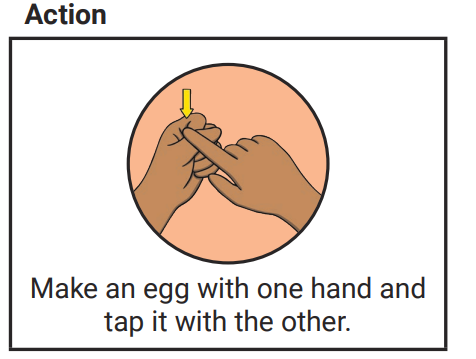 Action
Make an egg with one hand and
tap it with the other.